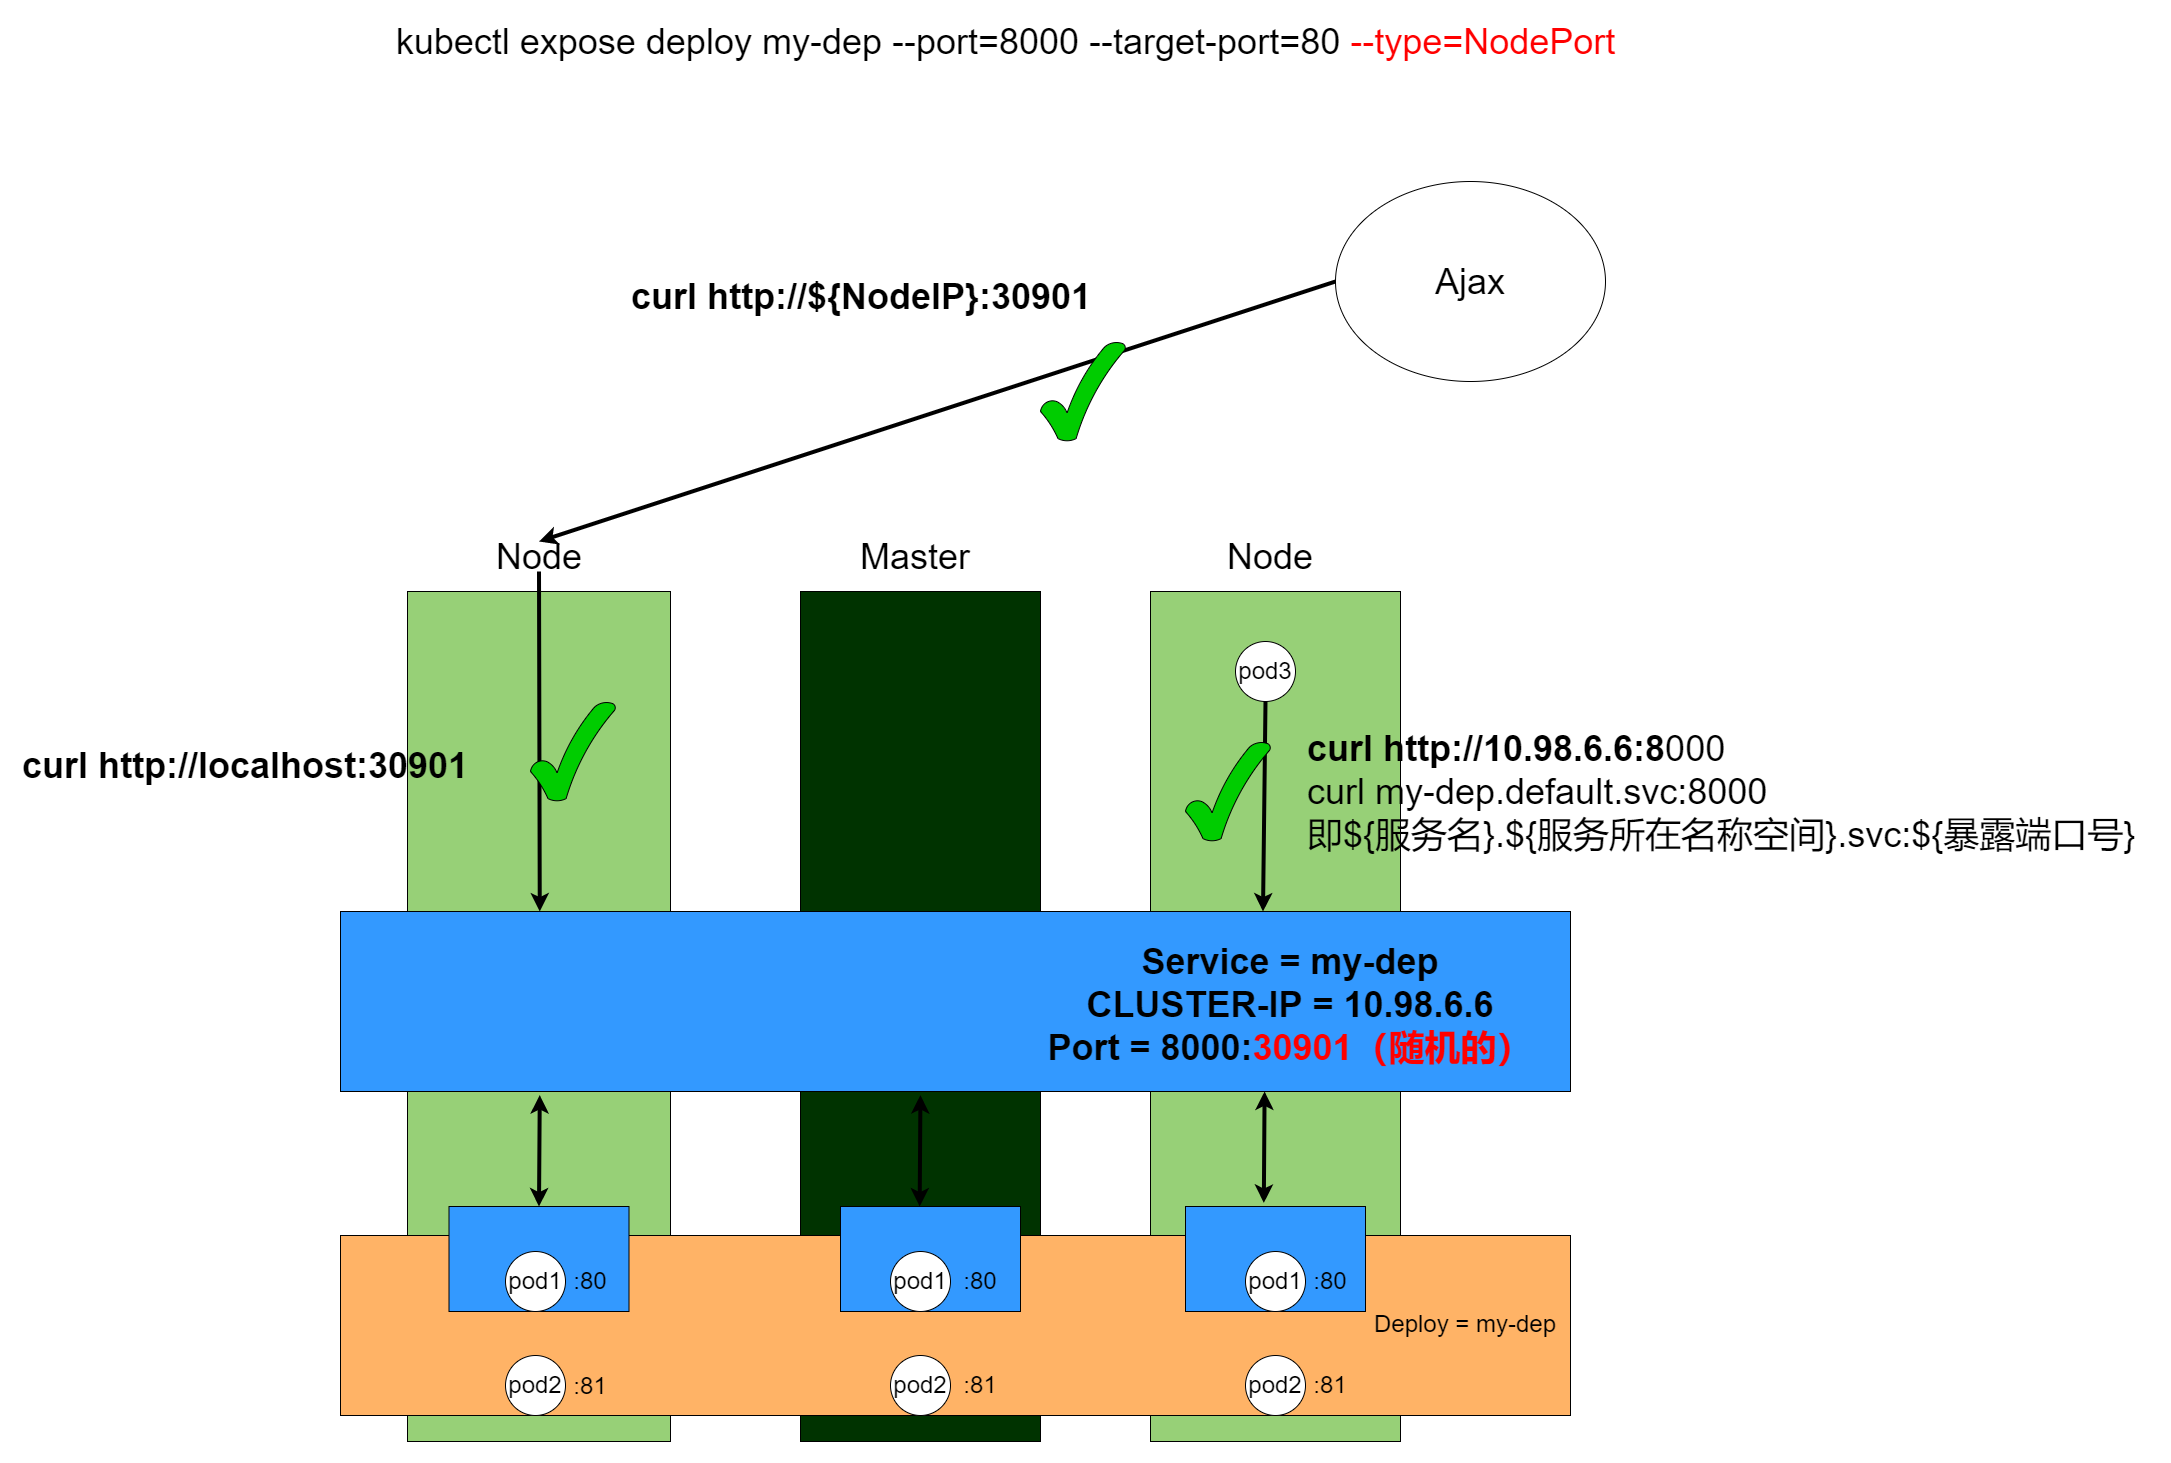 kubectl expose deploy my-dep --port=8000 --target-port=80 --type=NodePort
Ajax
curl http://${NodeIP}:30901
Node
Master
Node
pod3
curl http://localhost:30901
curl http://10.98.6.6:8000
curl my-dep.default.svc:8000
即${服务名}.${服务所在名称空间}.svc:${暴露端口号}
Service = my-dep
CLUSTER-IP = 10.98.6.6
Port = 8000:30901（随机的）
pod1 :80
pod1 :80
pod1 :80
Deploy = my-dep
pod2 :81
pod2 :81
pod2 :81